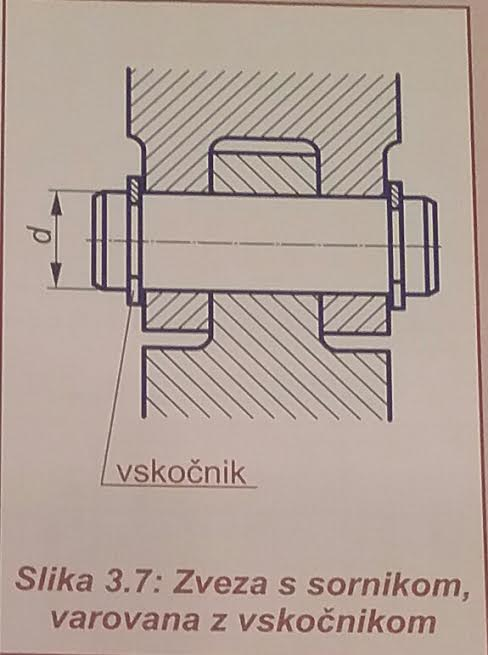 d
vskočnik
Slika 3.7: Zveza s sornikom,
varovana z vskočnikom